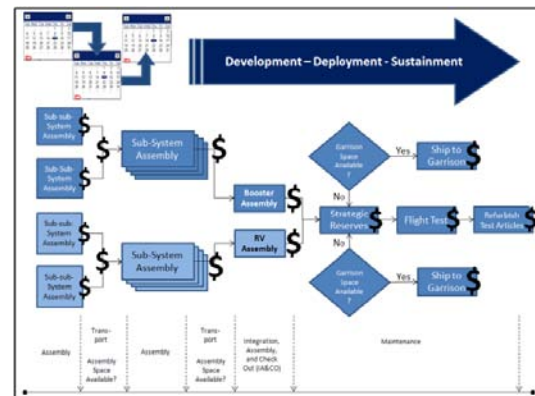 Development – Deployment - Sustainment
Sub-sub-
System
Assembly
$
Sub-Sub-
System
Assembly
$
$
Sub-System
Assembly
$
Sub-sub-
System
Assembly
$
Sub-sub-
System
Assembly
$
$
Sub-System
Assembly
$
Booster
Assembly
$
RV
Assembly
$
Garrison
Space
Available
?
Yes
Ship to
Garrison
$
No
Strategic
Reserves
$
Flight Test
$
Refurbish
Test Articles
$
No
Garrison
Space
Available
?
Yes
Ship to
Garrison
$
Assembly
Trans-
port
Assembly
Space
Available?
Assembly
Trans-
port
Assembly
Space
Available?
Integration,
Assembly,
and Check
Out (IA&CO)
Maintenance